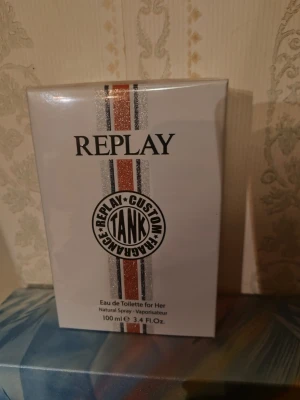 REPLAY
REPLAY • CUSTOM
TANK
FRAGRANCE
Eau de Toilette for Her
Natural Spray - Vaporisateur
100 ml ℮ 3.4 Fl.Oz.